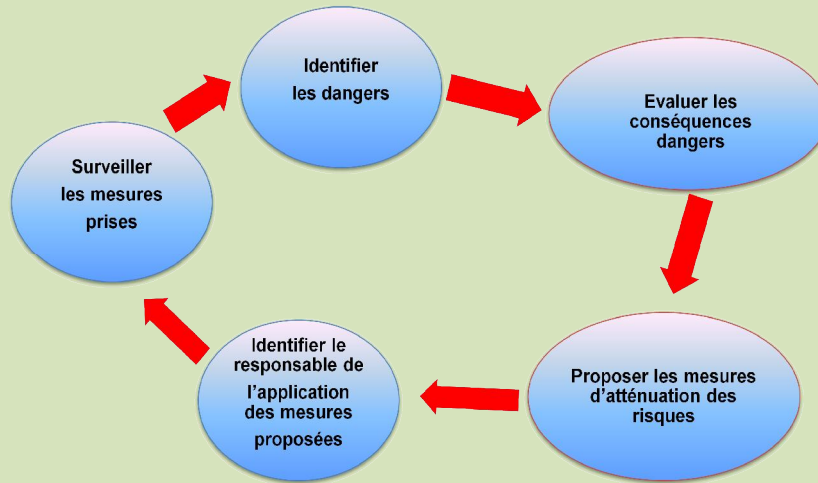 Identifier
les dangers
Evaluer les
conséquences
dangers
Proposer les mesures
d'atténuation des
risques
Identifier le
responsable de
l'application
des mesures
proposées
Surveiller
les mesures
prises